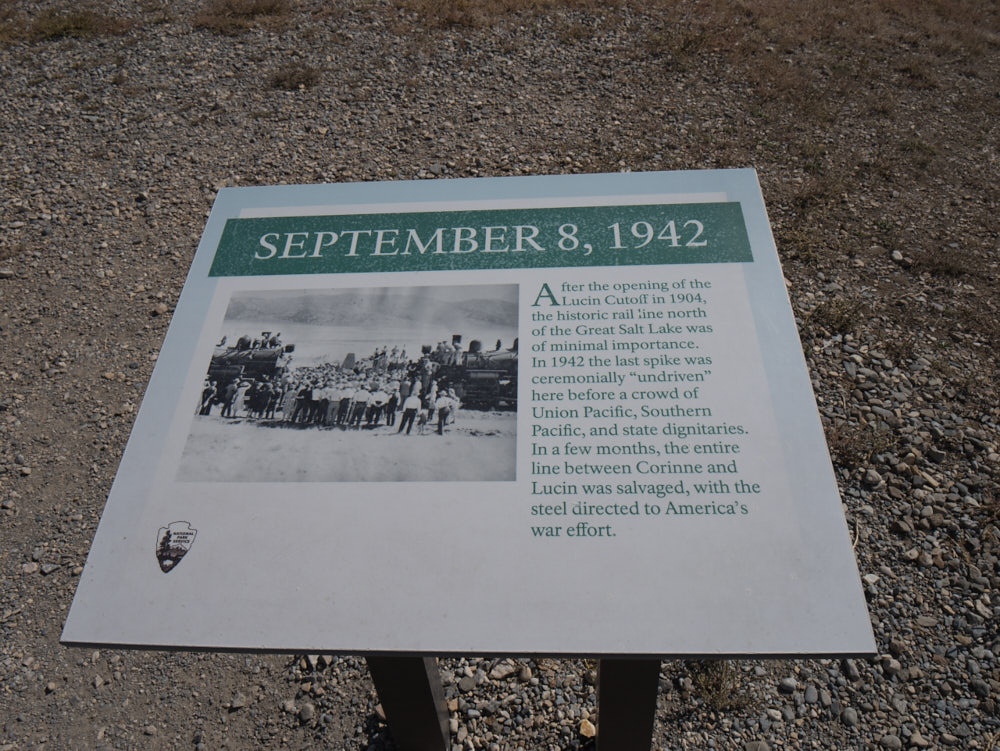 SEPTEMBER 8, 1942
After the opening of the
Lucin Cutoff in 1904,
the historic rail line north
of the Great Salt Lake was
of minimal importance.
In 1942 the last spike was
ceremonially “undriven”
here before a crowd of
Union Pacific, Southern
Pacific, and state dignitaries.
In a few months, the entire
line between Corinne and
Lucin was salvaged, with the
steel directed to America’s
war effort.
NATIONAL
PARK
SERVICE